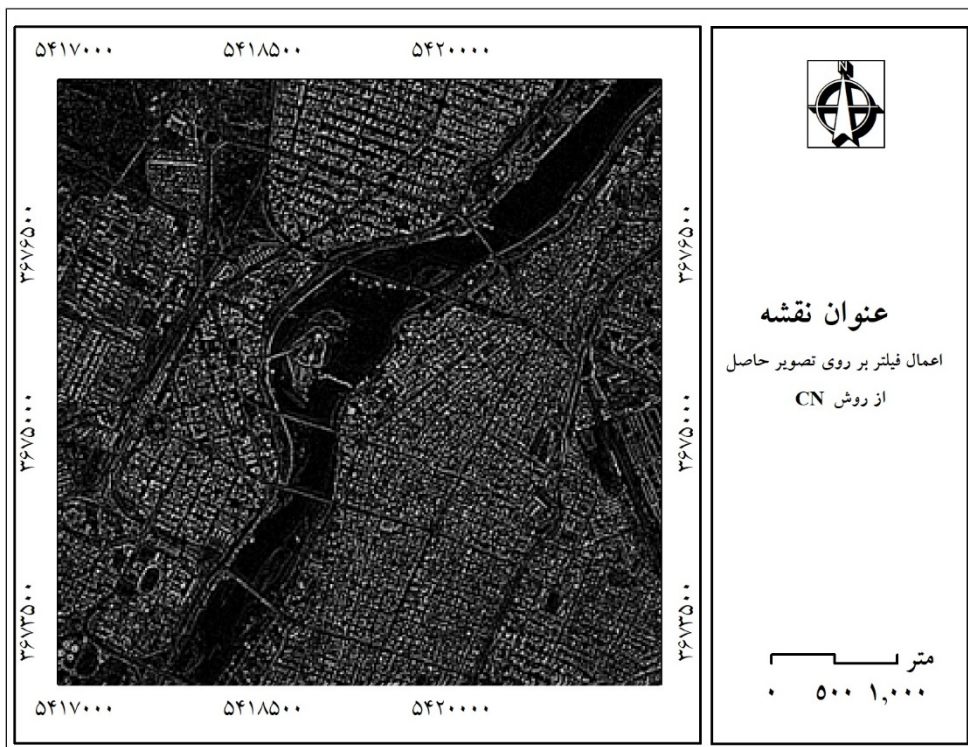 ۵۴۱۷۰۰۰ ۵۴۱۸۵۰۰ ۵۴۲۰۰۰۰
N
۳۶۷۶۵۰۰ ۳۶۷۶۵۰۰
عنوان نقشه
اعمال فیلتر بر روی تصویر حاصل
از روش CN
۳۶۷۵۰۰۰ ۳۶۷۵۰۰۰
۳۶۷۳۵۰۰ ۳۶۷۳۵۰۰
متر
۰ ۵۰۰ ۱,۰۰۰
۵۴۱۷۰۰۰ ۵۴۱۸۵۰۰ ۵۴۲۰۰۰۰